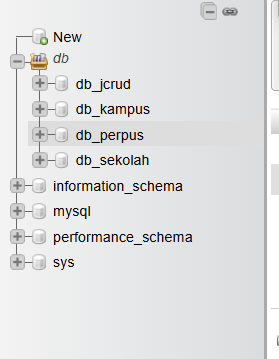 New
db
db_jcrud
db_kampus
db_perpus
db_sekolah
information_schema
mysql
performance_schema
sys